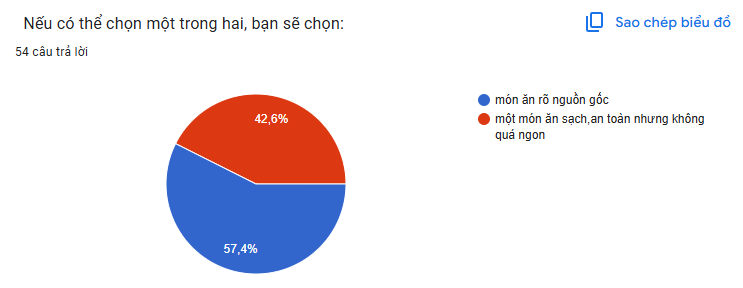 Nếu có thể chọn một trong hai, bạn sẽ chọn:
Sao chép biểu đồ
54 câu trả lời
món ăn rõ nguồn gốc
một món ăn sạch,an toàn nhưng không
quá ngon
42,6%
57,4%